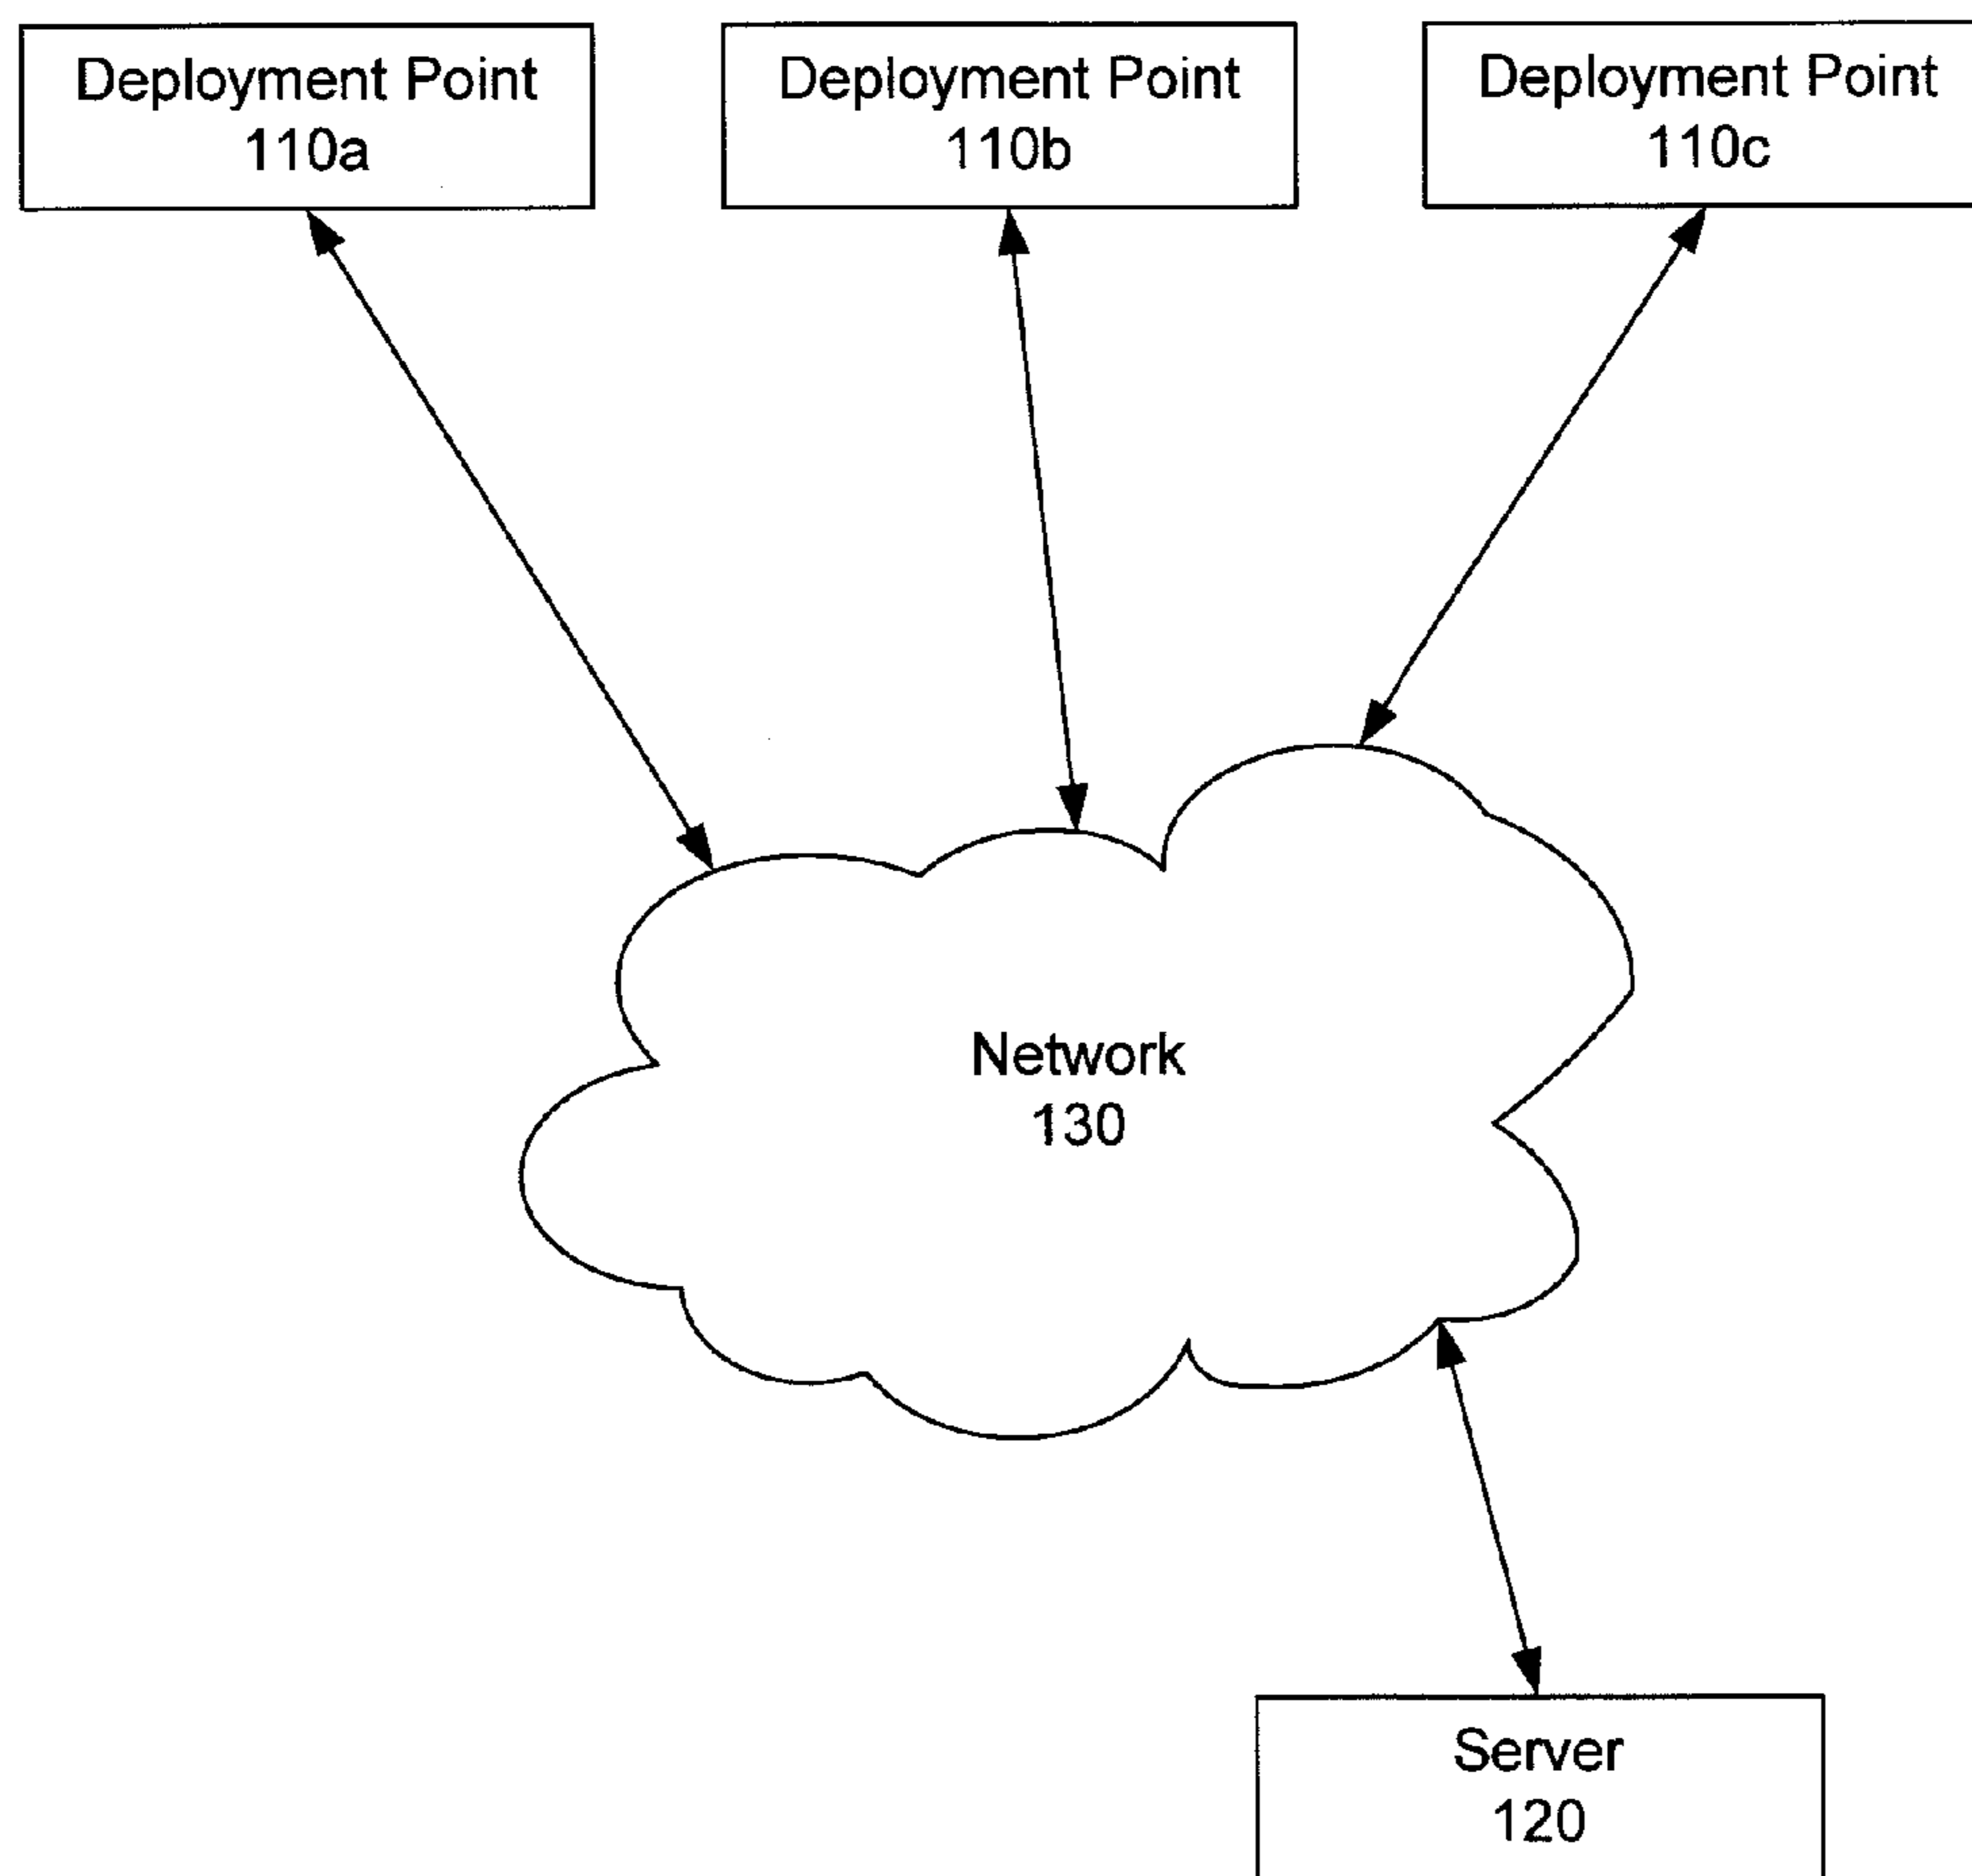 Deployment Point
110a
Deployment Point
110b
Deployment Point
110c
Network
130
Server
120